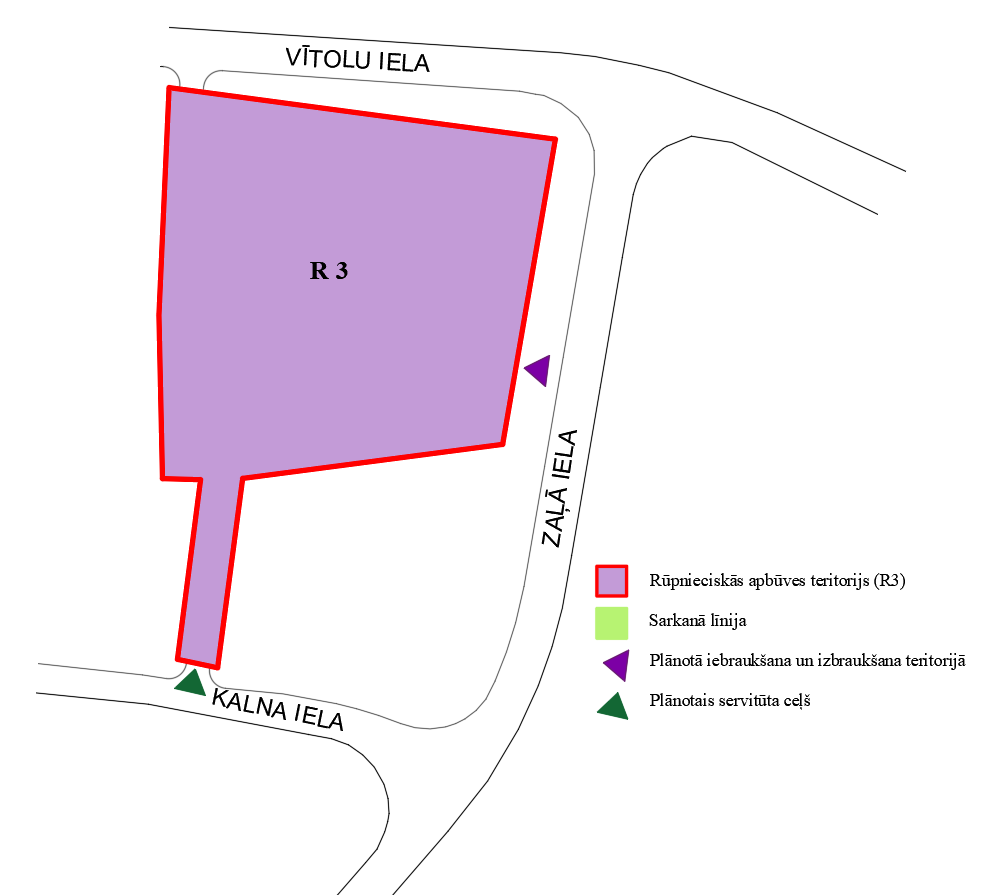 VĪTOLU IELA
R 3
ZAĻĀ IELA
Rūpnieciskās apbūves teritorijs (R3)
Sarkanā līnija
Plānotā iebraukšana un izbraukšana teritorijā
Plānotais servitūta ceļš
KALNA IELA